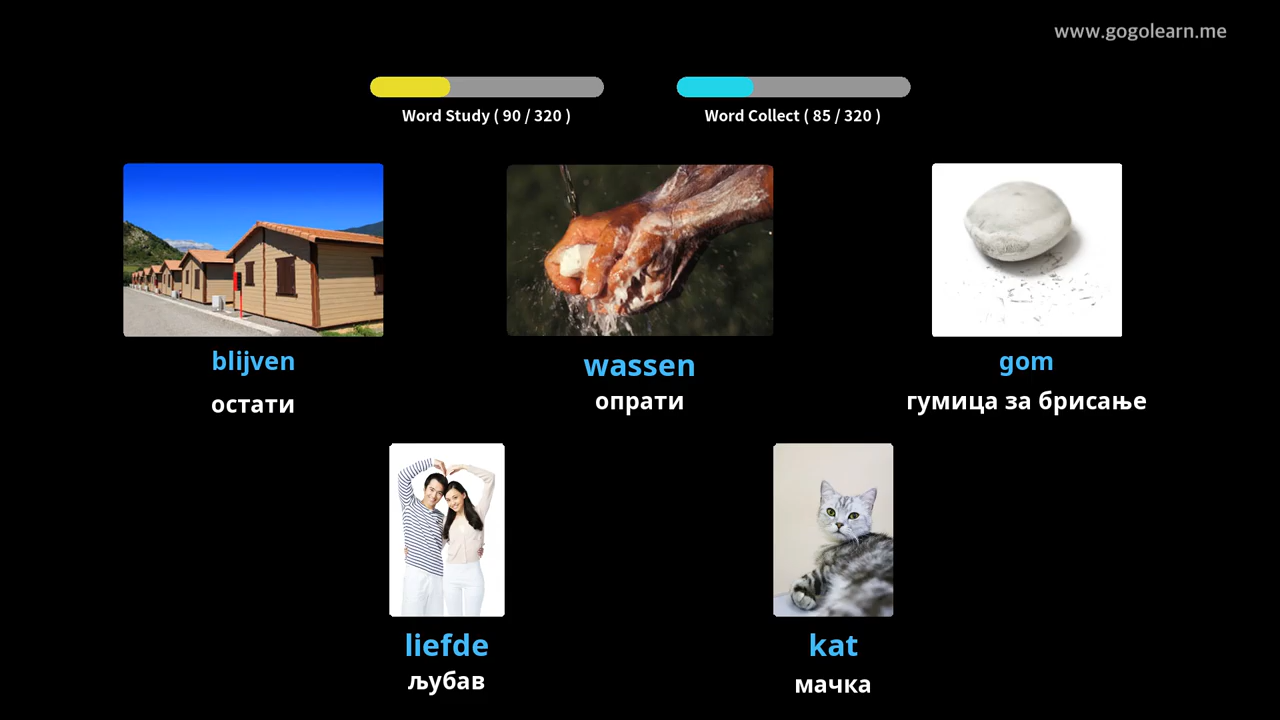 www.gogolearn.me
Word Study ( 90 / 320 )
Word Collect ( 85 / 320 )
blijven
остати
wassen
опрати
gom
гумица за брисање
liefde
љубав
kat
мачка